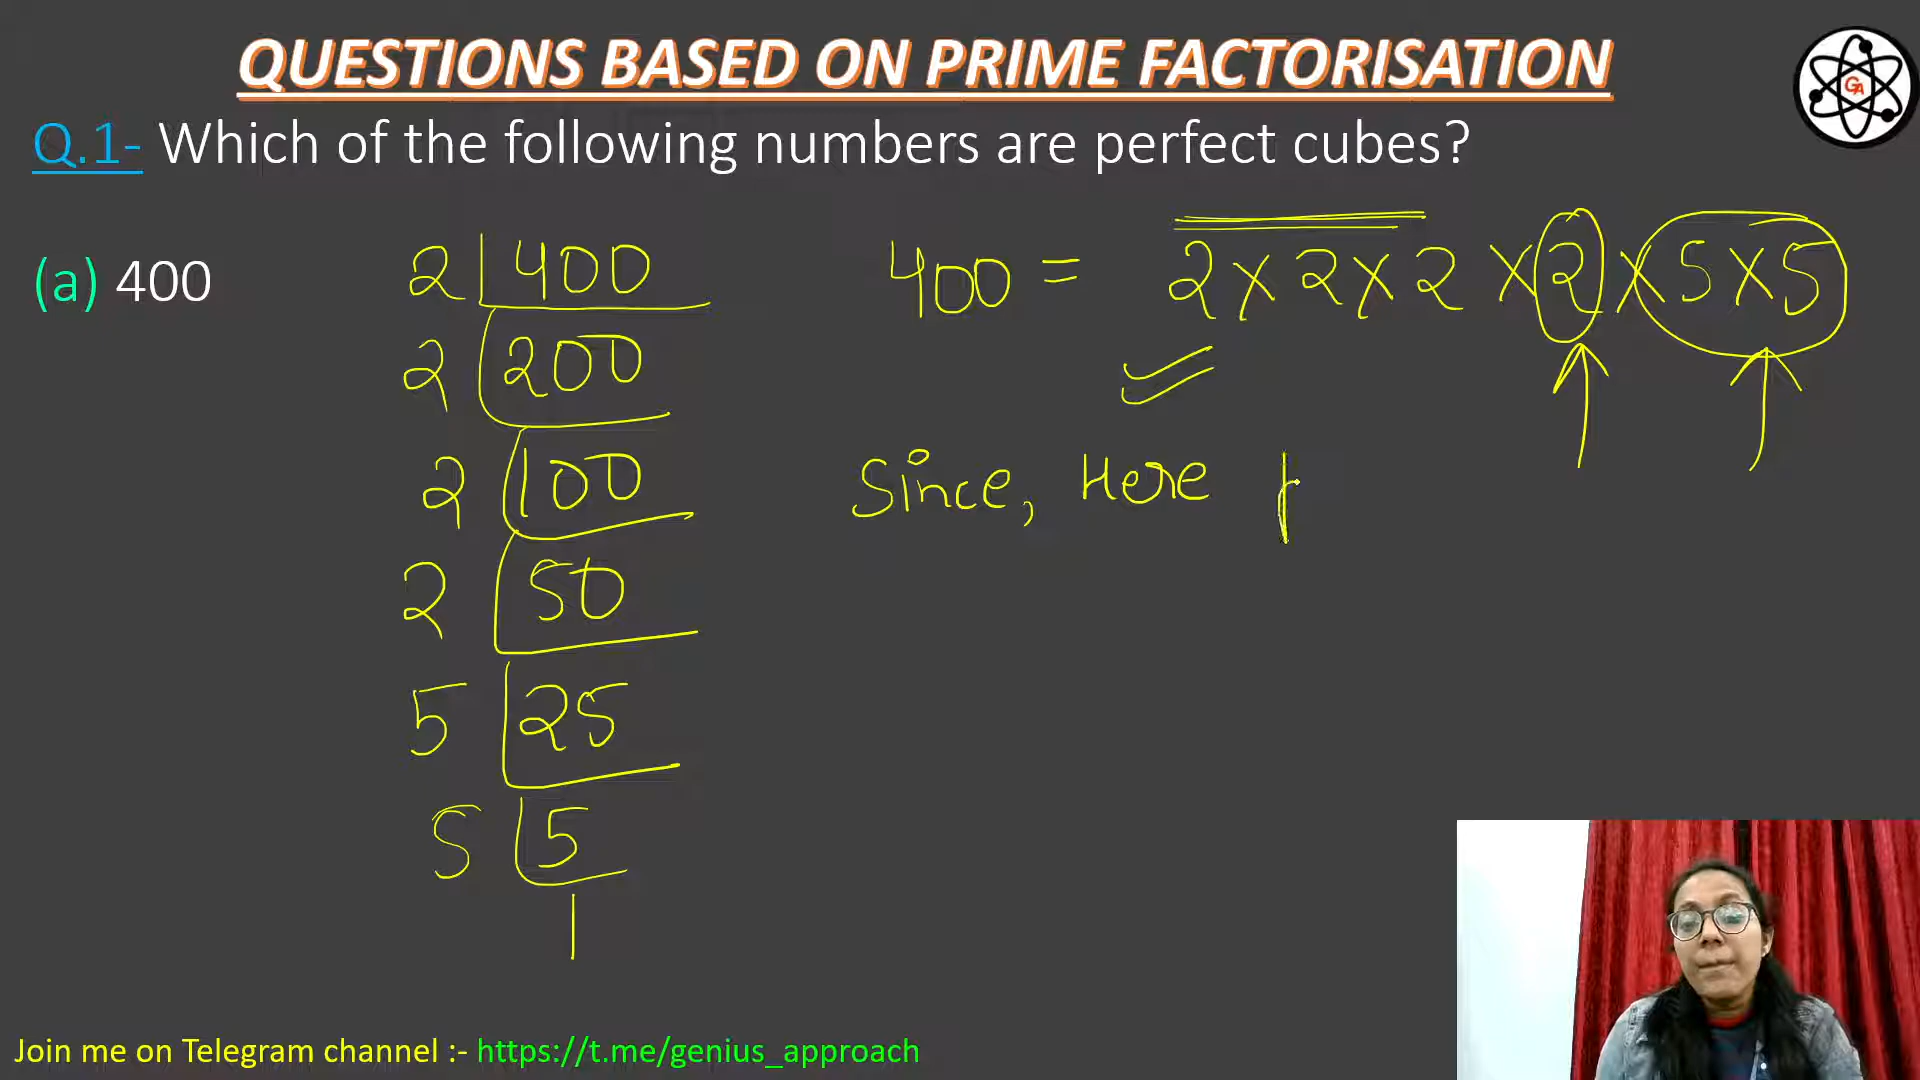 QUESTIONS BASED ON PRIME FACTORISATION
GA
Q.1- Which of the following numbers are perfect cubes?
(a) 400
2 | 400
2 | 200
2 | 100
2 | 50
5 | 25
5 | 5
1
400 = 2 × 2 × 2 × 2 × 5 × 5
Since, Here
Join me on Telegram channel :- https://t.me/genius_approach